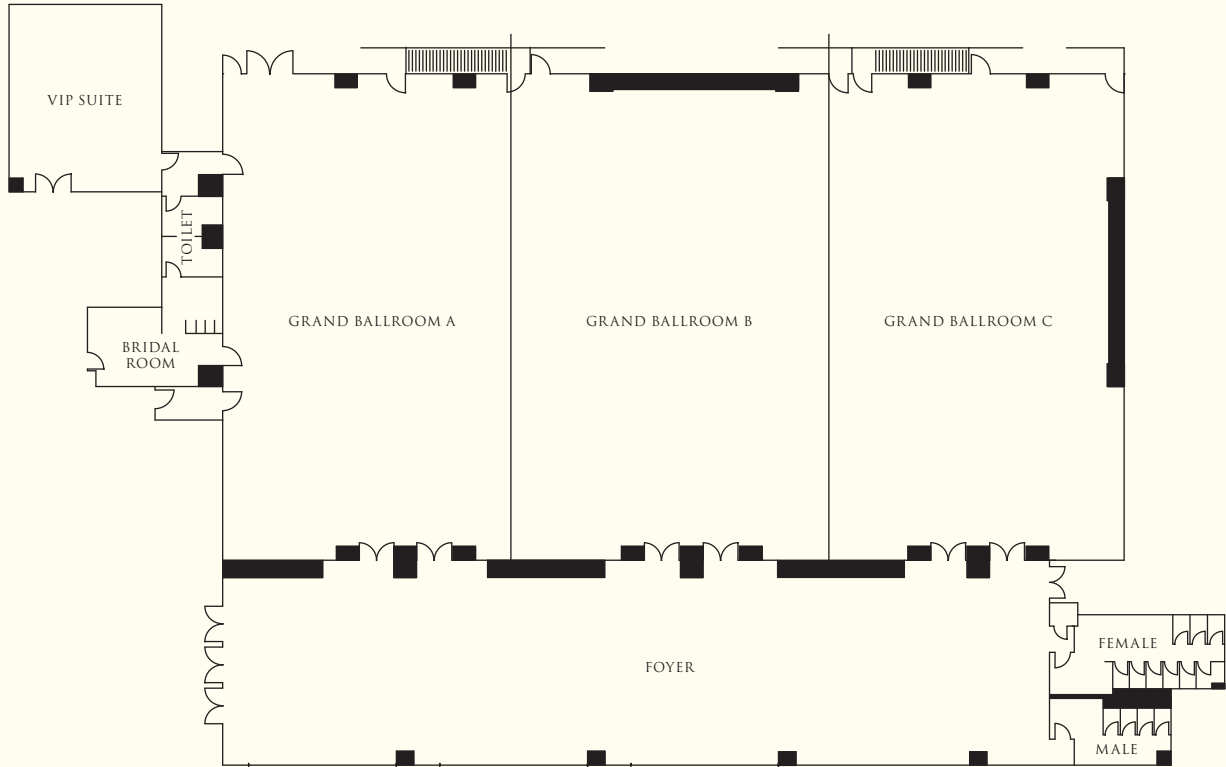 VIP SUITE
TOILET
GRAND BALLROOM A
GRAND BALLROOM B
GRAND BALLROOM C
BRIDAL
ROOM
FEMALE
FOYER
MALE